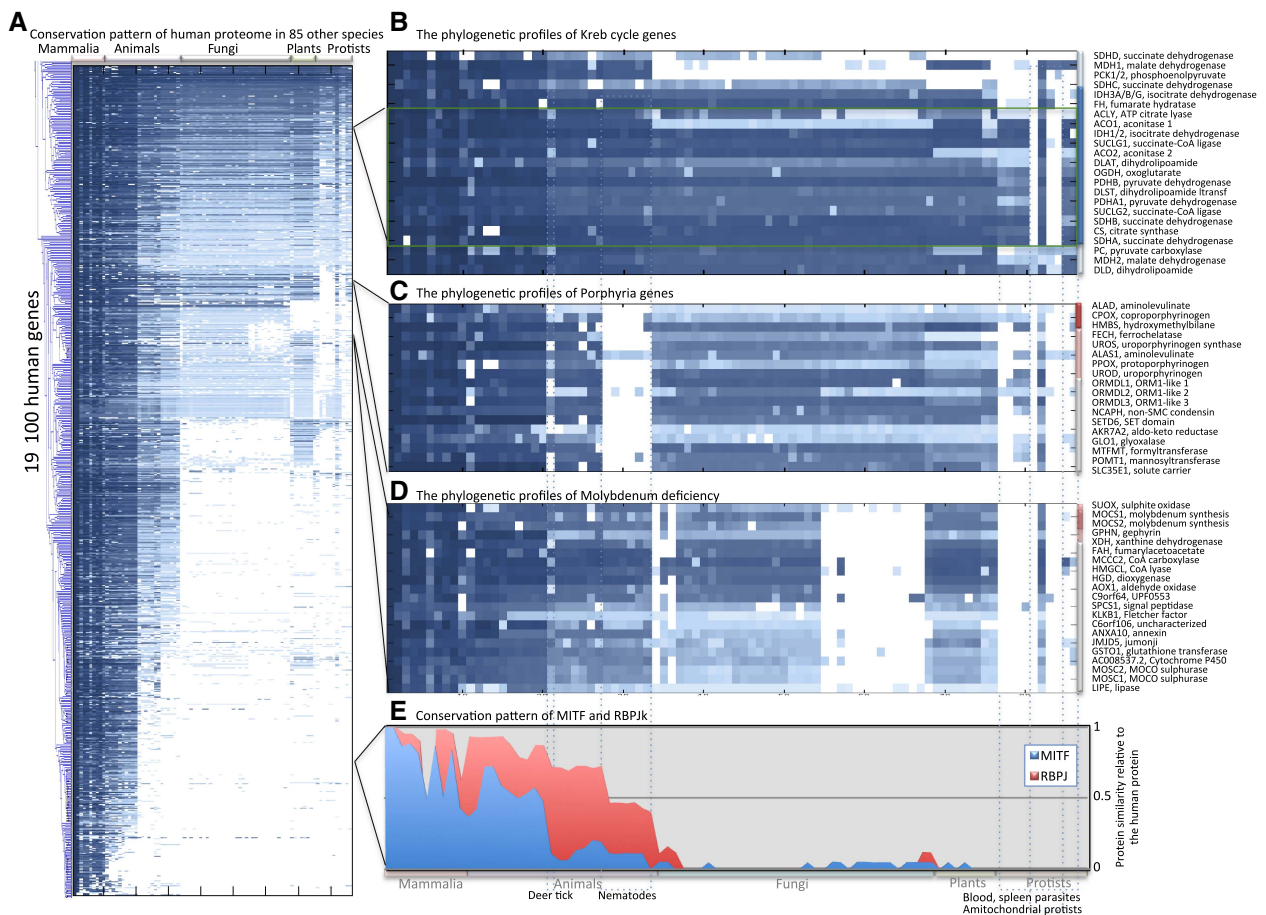 A
Conservation pattern of human proteome in 85 other species
Mammalia Animals Fungi Plants Protists
19 100 human genes
B
The phylogenetic profiles of Kreb cycle genes
SDHD, succinate dehydrogenase
MDH1, malate dehydrogenase
PCK1/2, phosphoenolpyruvate
SDHC, succinate dehydrogenase
IDH3A/B/G, isocitrate dehydrogenase
FH, fumarate hydratase
ACLY, ATP citrate lyase
ACO1, aconitase 1
IDH1/2, isocitrate dehydrogenase
SUCLG1, succinate-CoA ligase
ACO2, aconitase 2
DLAT, dihydrolipoamide
OGDH, oxoglutarate
PDHB, pyruvate dehydrogenase
DLST, dihydrolipoamide ltransf
PDHA1, pyruvate dehydrogenase
SUCLG2, succinate-CoA ligase
SDHB, succinate dehydrogenase
CS, citrate synthase
SDHA, succinate dehydrogenase
PC, pyruvate carboxylase
MDH2, malate dehydrogenase
DLD, dihydrolipoamide
C
The phylogenetic profiles of Porphyria genes
ALAD, aminolevulinate
CPOX, coproporphyrinogen
HMBS, hydroxymethylbilane
FECH, ferrochelatase
UROS, uroporphyrinogen synthase
ALAS1, aminolevulinate
PPOX, protoporphyrinogen
UROD, uroporphyrinogen
ORMDL1, ORM1-like 1
ORMDL2, ORM1-like 2
ORMDL3, ORM1-like 3
NCAPH, non-SMC condensin
SETD6, SET domain
AKR7A2, aldo-keto reductase
GLO1, glyoxalase
MTFMT, formyltransferase
POMT1, mannosyltransferase
SLC35E1, solute carrier
D
The phylogenetic profiles of Molybdenum deficiency
SUOX, sulphite oxidase
MOCS1, molybdenum synthesis
MOCS2, molybdenum synthesis
GPHN, gephyrin
XDH, xanthine dehydrogenase
FAH, fumarylacetoacetate
MCCC2, CoA carboxylase
HMGCL, CoA lyase
HGD, dioxygenase
AOX1, aldehyde oxidase
C9orf64, UPF0553
SPCS1, signal peptidase
KLKB1, Fletcher factor
C6orf106, uncharacterized
ANXA10, annexin
JMJD5, jumonji
GSTO1, glutathione transferase
AC008537.2, Cytochrome P450
MOSC2, MOCO sulphurase
MOSC1, MOCO sulphurase
LIPE, lipase
E
Conservation pattern of MITF and RBPJk
MITF
RBPJ
1
0.5
0
Protein similarity relative to
the human protein
Mammalia Animals Fungi Plants Protists
Deer tick Nematodes Blood, spleen parasites
Amitochondrial protists